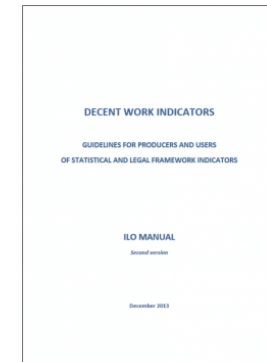 DECENT WORK INDICATORS
GUIDELINES FOR PRODUCERS AND USERS
OF STATISTICAL AND LEGAL FRAMEWORK INDICATORS
ILO MANUAL
Second version
December 2013